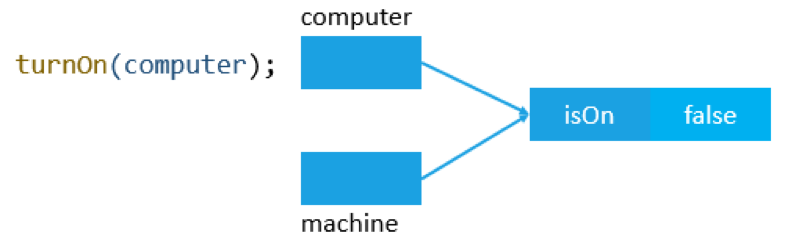 computer
turnOn(computer);
isOn false
machine